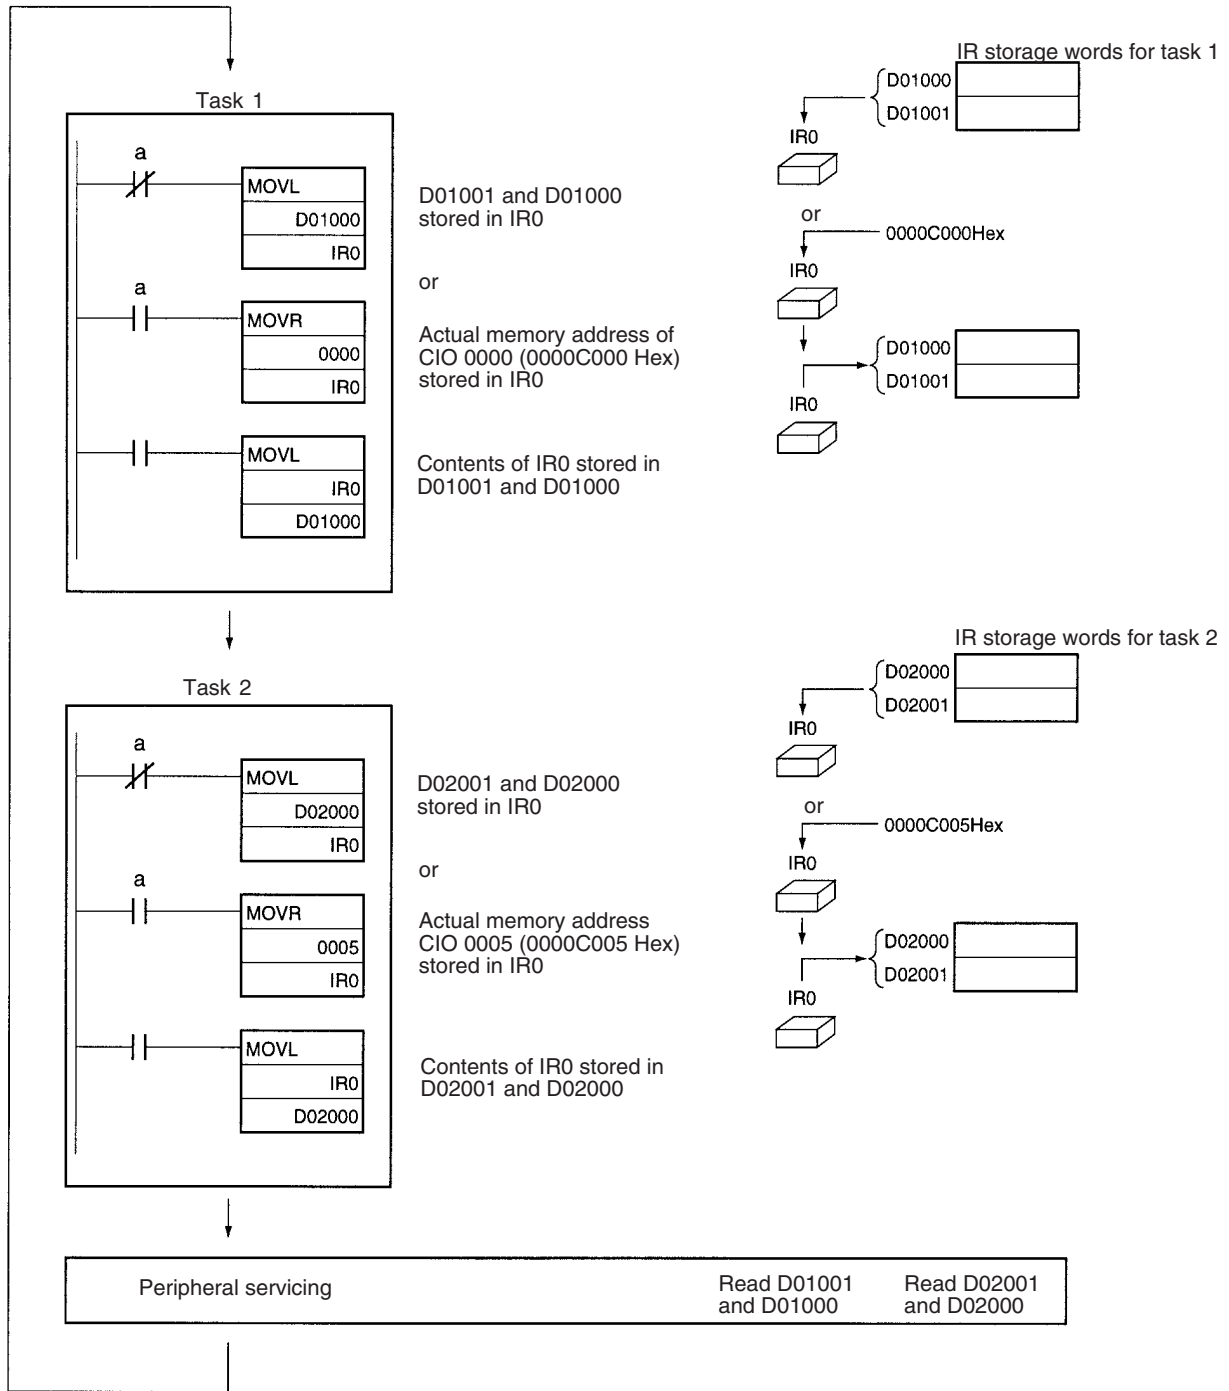 IR storage words for task 1
Task 1
a
MOVL
D01000
IR0
D01001 and D01000
stored in IR0
or
a
MOVR
0000
IR0
Actual memory address of
CIO 0000 (0000C000 Hex)
stored in IR0
MOVL
IR0
D01000
Contents of IR0 stored in
D01001 and D01000
D01000
D01001
IR0
or
0000C000Hex
IR0
D01000
D01001
IR0
IR storage words for task 2
Task 2
a
MOVL
D02000
IR0
D02001 and D02000
stored in IR0
or
a
MOVR
0005
IR0
Actual memory address
CIO 0005 (0000C005 Hex)
stored in IR0
MOVL
IR0
D02000
Contents of IR0 stored in
D02001 and D02000
D02000
D02001
IR0
or
0000C005Hex
IR0
D02000
D02001
IR0
Peripheral servicing
Read D01001
and D01000
Read D02001
and D02000